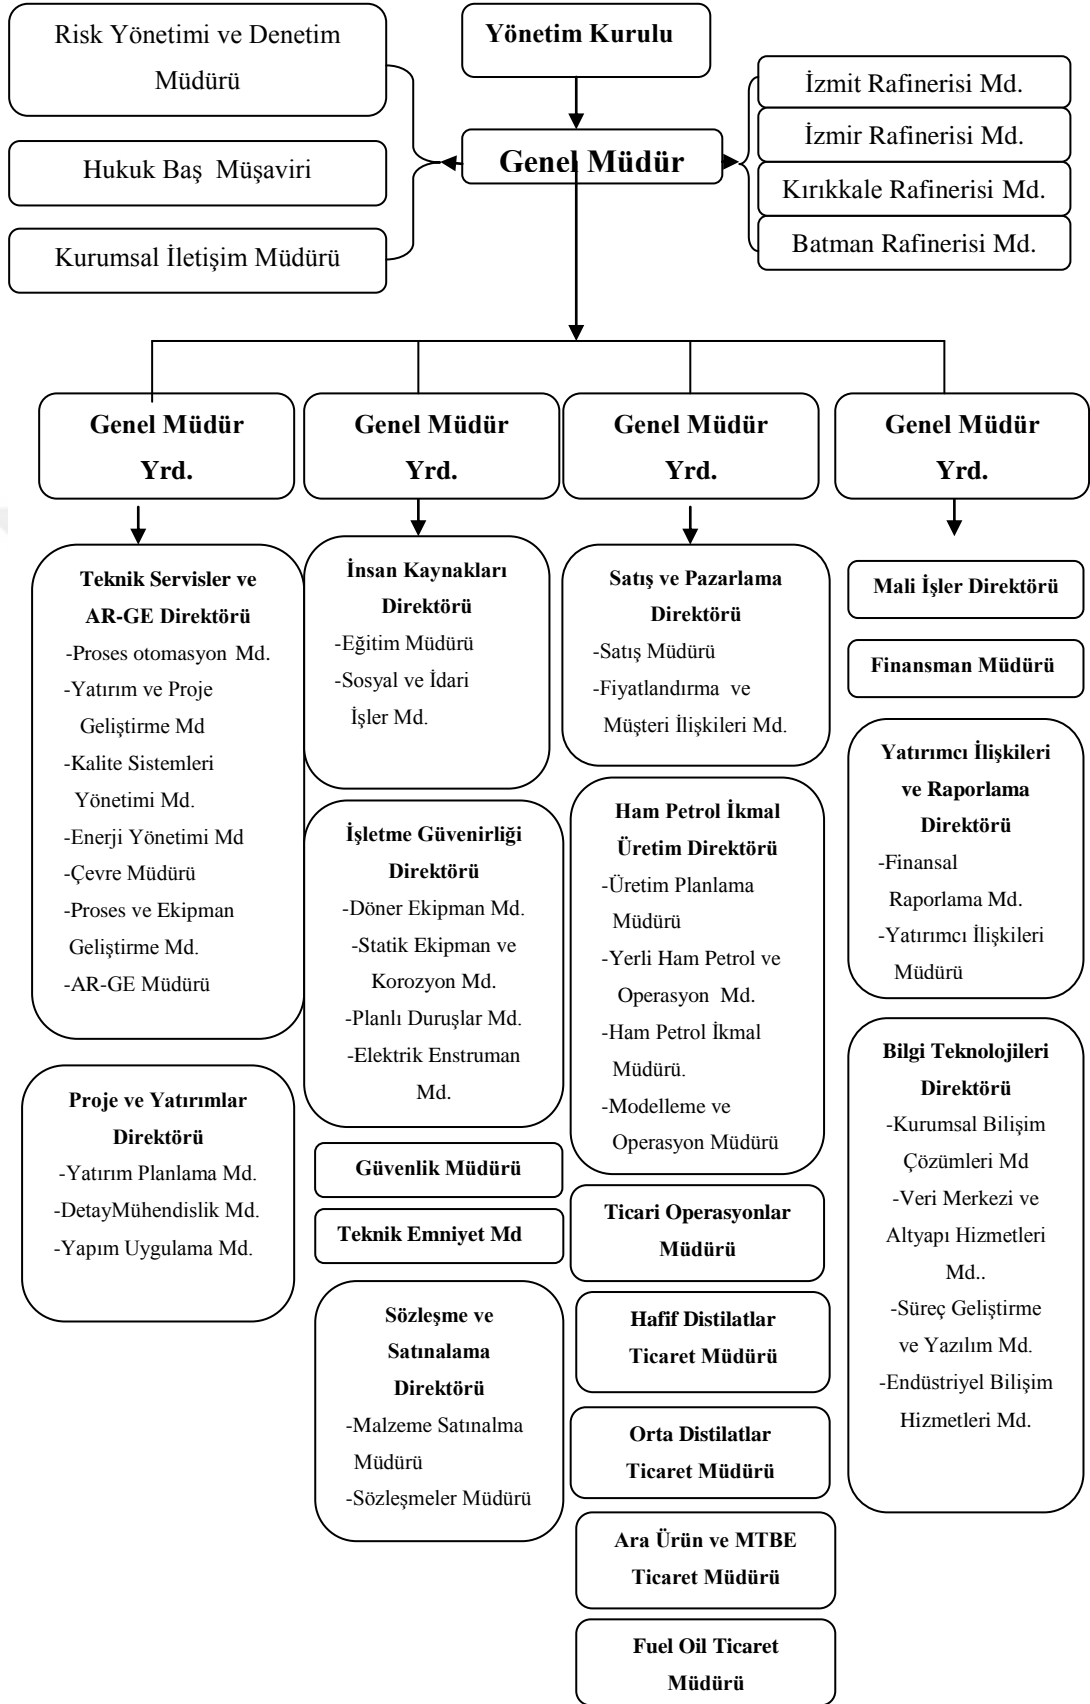 Risk Yönetimi ve Denetim
Müdürü
Hukuk Baş Müşaviri
Kurumsal İletişim Müdürü
Yönetim Kurulu
Genel Müdür
İzmit Rafinerisi Md.
İzmir Rafinerisi Md.
Kırıkkale Rafinerisi Md.
Batman Rafinerisi Md.
Genel Müdür
Yrd.
Genel Müdür
Yrd.
Genel Müdür
Yrd.
Genel Müdür
Yrd.
Teknik Servisler ve
AR-GE Direktörü
-Proses otomasyon Md.
-Yatırım ve Proje
Geliştirme Md
-Kalite Sistemleri
Yönetimi Md.
-Enerji Yönetimi Md
-Çevre Müdürü
-Proses ve Ekipman
Geliştirme Md.
-AR-GE Müdürü
Proje ve Yatırımlar
Direktörü
-Yatırım Planlama Md.
-DetayMühendislik Md.
-Yapım Uygulama Md.
İnsan Kaynakları
Direktörü
-Eğitim Müdürü
-Sosyal ve İdari
İşler Md.
İşletme Güvenirliği
Direktörü
-Döner Ekipman Md.
-Statik Ekipman ve
Korozyon Md.
-Planlı Duruşlar Md.
-Elektrik Enstruman
Md.
Güvenlik Müdürü
Teknik Emniyet Md
Sözleşme ve
Satınalama
Direktörü
-Malzeme Satınalma
Müdürü
-Sözleşmeler Müdürü
Satış ve Pazarlama
Direktörü
-Satış Müdürü
-Fiyatlandırma ve
Müşteri İlişkileri Md.
Ham Petrol İkmal
Üretim Direktörü
-Üretim Planlama
Müdürü
-Yerli Ham Petrol ve
Operasyon Md.
-Ham Petrol İkmal
Müdürü.
-Modelleme ve
Operasyon Müdürü
Ticari Operasyonlar
Müdürü
Hafif Distilatlar
Ticaret Müdürü
Orta Distilatlar
Ticaret Müdürü
Ara Ürün ve MTBE
Ticaret Müdürü
Fuel Oil Ticaret
Müdürü
Mali İşler Direktörü
Finansman Müdürü
Yatırımcı İlişkileri
ve Raporlama
Direktörü
-Finansal
Raporlama Md.
-Yatırımcı İlişkileri
Müdürü
Bilgi Teknolojileri
Direktörü
-Kurumsal Bilişim
Çözümleri Md
-Veri Merkezi ve
Altyapı Hizmetleri
Md..
-Süreç Geliştirme
ve Yazılım Md.
-Endüstriyel Bilişim
Hizmetleri Md.